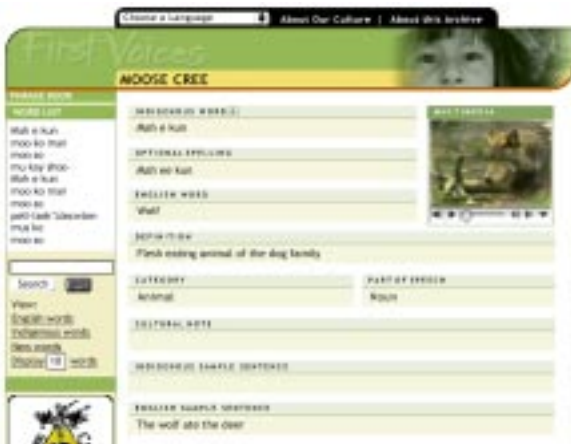 Choose a Language
About Our Culture | About this Archive
First Voices
MOOSE CREE
PHRASE BOOK
WORD LIST
Mah e kun
moo ko man
moo so
Mah e kun
moo ko man
moo so
moo so
Search
View:
English words
Indigenous words
New words
Display 10 words
INDIGENOUS WORD(S)
Mah e kun
OPTIONAL SPELLING
Mah ee kun
ENGLISH WORD
Wolf
DEFINITION
Flesh eating animal of the dog family
CATEGORY
Animal
PART OF SPEECH
Noun
CULTURAL NOTE
INDIGENOUS SAMPLE SENTENCE
ENGLISH SAMPLE SENTENCE
The wolf ate the deer
MULTIMEDIA